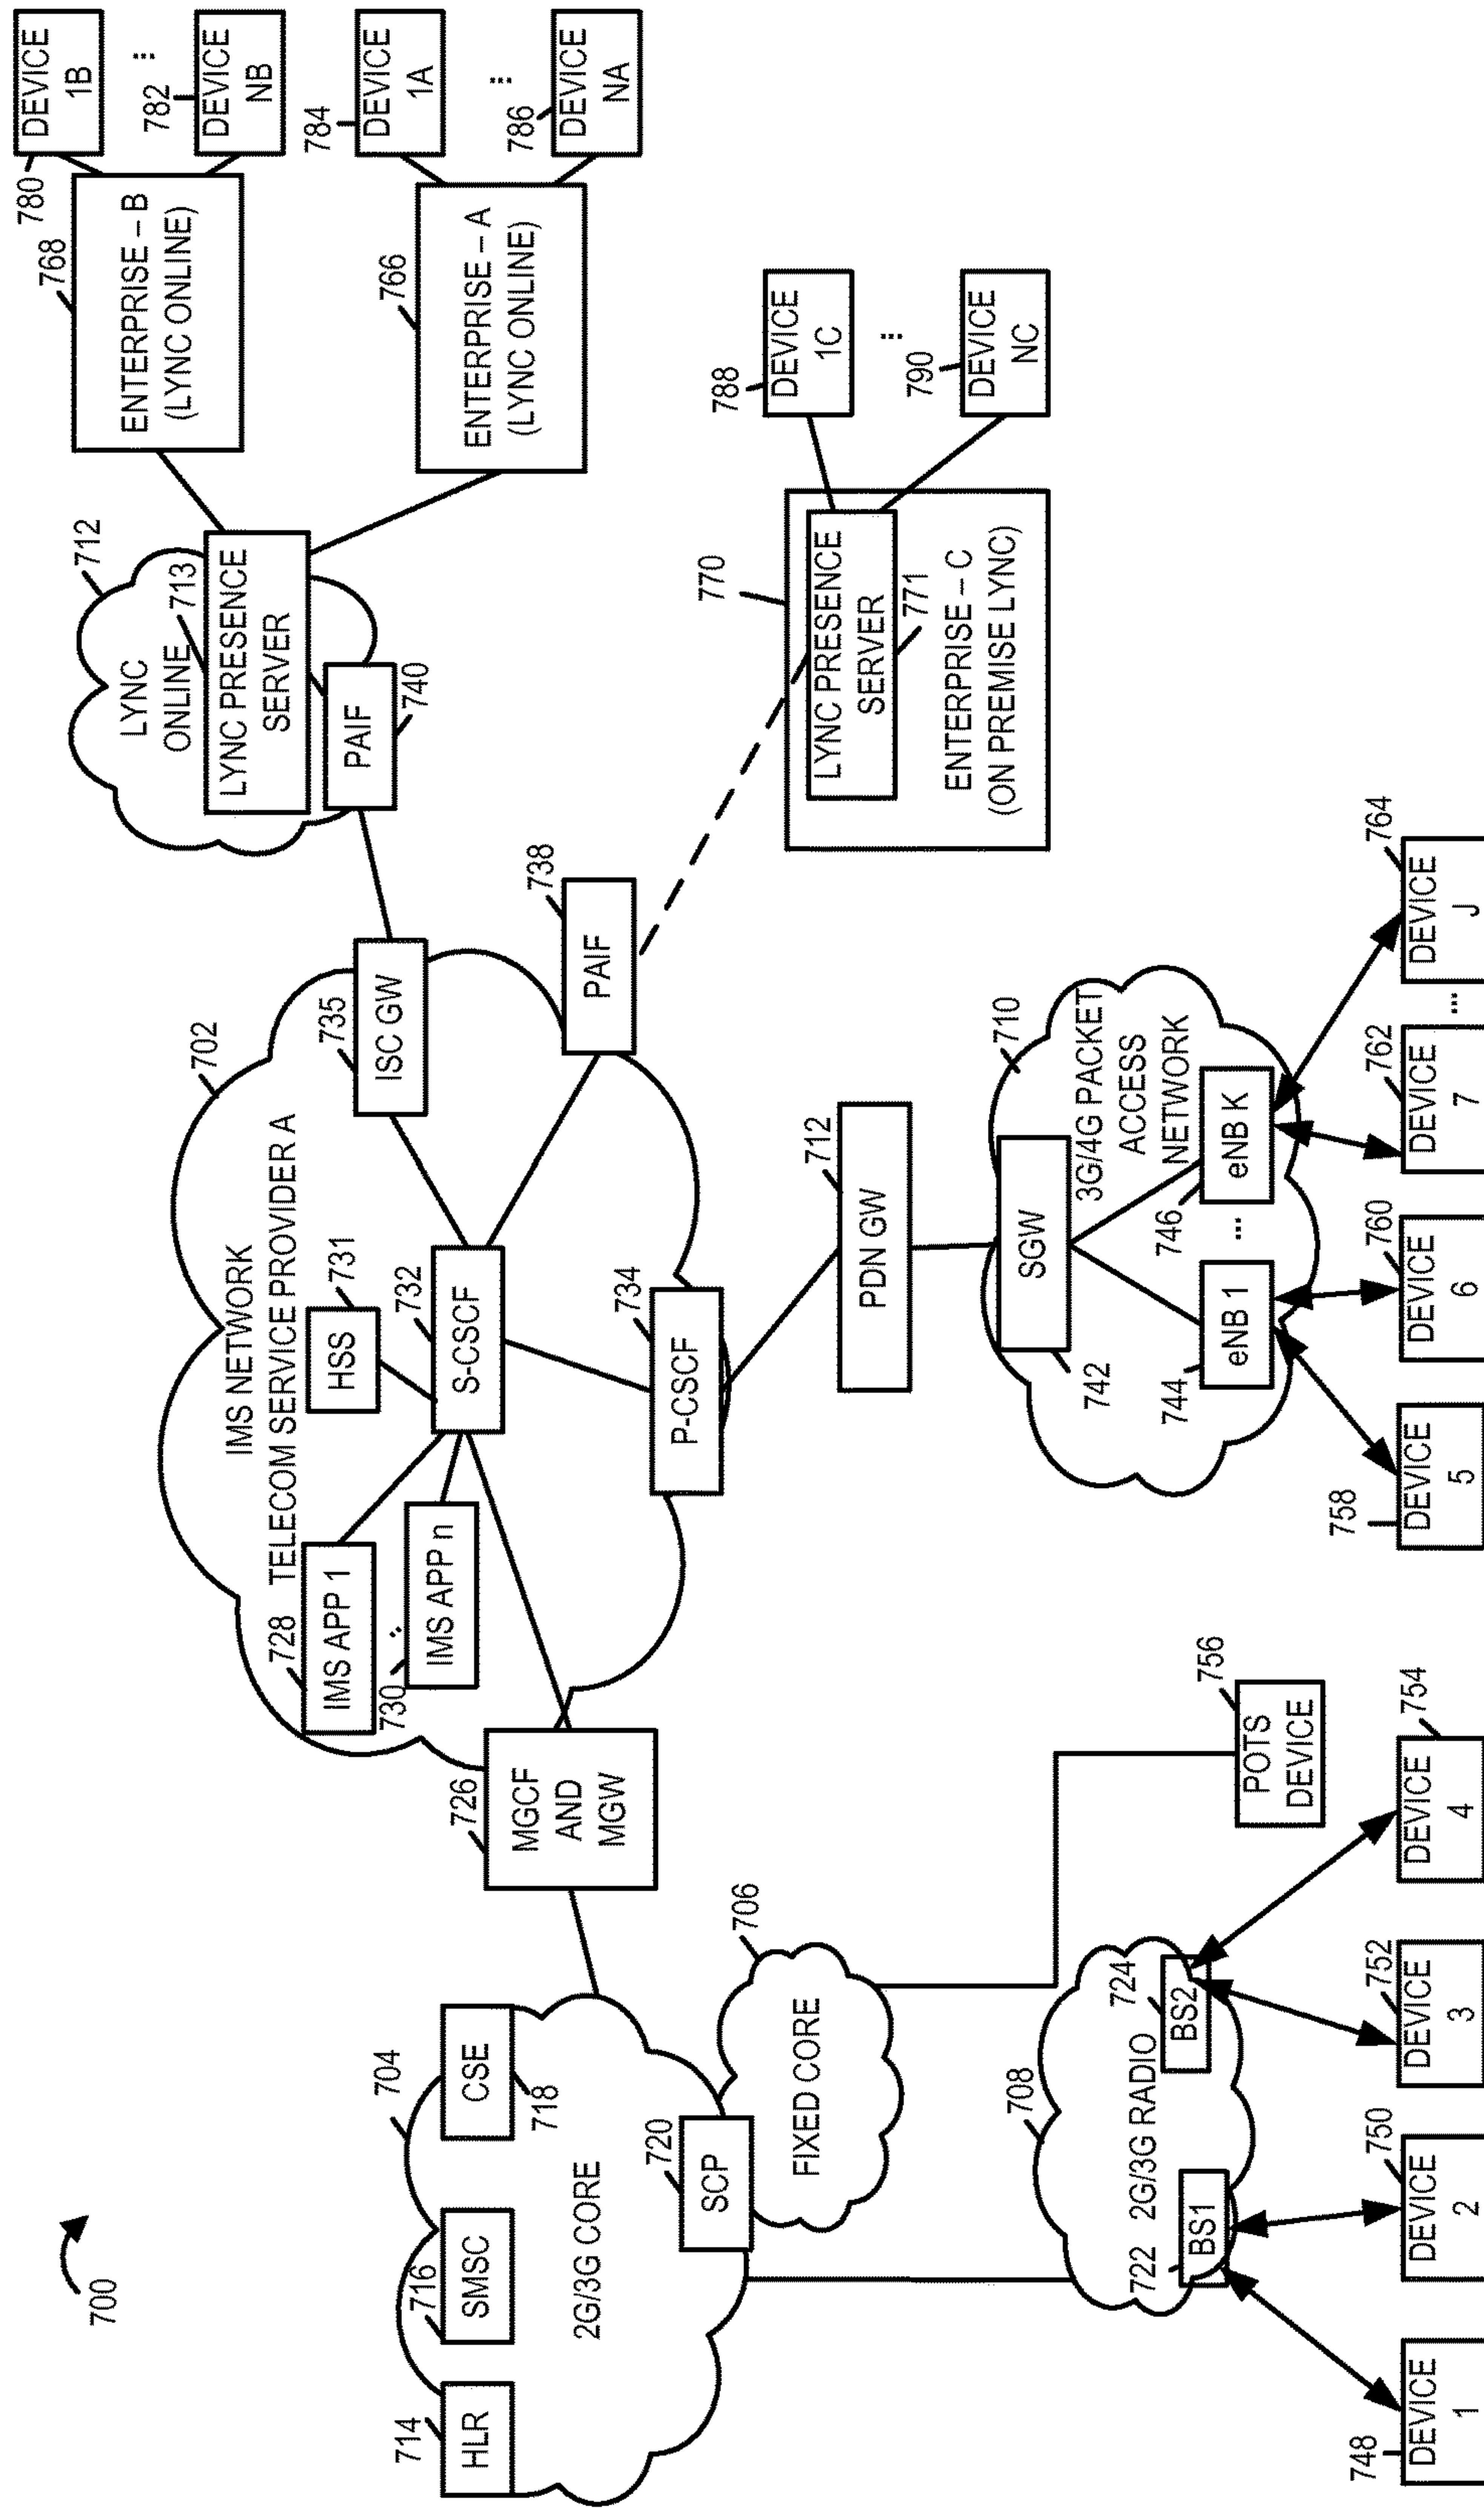 700
704
714
HLR
716
SMSC
CSE
718
2G/3G CORE
720
SCP
706
FIXED CORE
726
MGCF
AND
MGW
702
IMS NETWORK
TELECOM SERVICE PROVIDER A
728
IMS APP 1
..
730
IMS APP n
HSS
731
732
S-CSCF
734
P-CSCF
735
ISC GW
738
PAIF
712
LYNC
ONLINE
713
LYNC PRESENCE
SERVER
PAIF
740
768
ENTERPRISE – B
(LYNC ONLINE)
766
ENTERPRISE – A
(LYNC ONLINE)
780
DEVICE
1B
...
782
DEVICE
NB
784
DEVICE
1A
...
786
DEVICE
NA
770
LYNC PRESENCE
SERVER
771
ENTERPRISE – C
(ON PREMISE LYNC)
788
DEVICE
1C
...
790
DEVICE
NC
712
PDN GW
710
3G/4G PACKET
ACCESS
NETWORK
SGW
742
744
eNB 1
...
746
eNB K
708
2G/3G RADIO
722
BS1
724
BS2
756
POTS
DEVICE
748
DEVICE
1
750
DEVICE
2
752
DEVICE
3
754
DEVICE
4
758
DEVICE
5
760
DEVICE
6
762
DEVICE
7
...
764
DEVICE
J